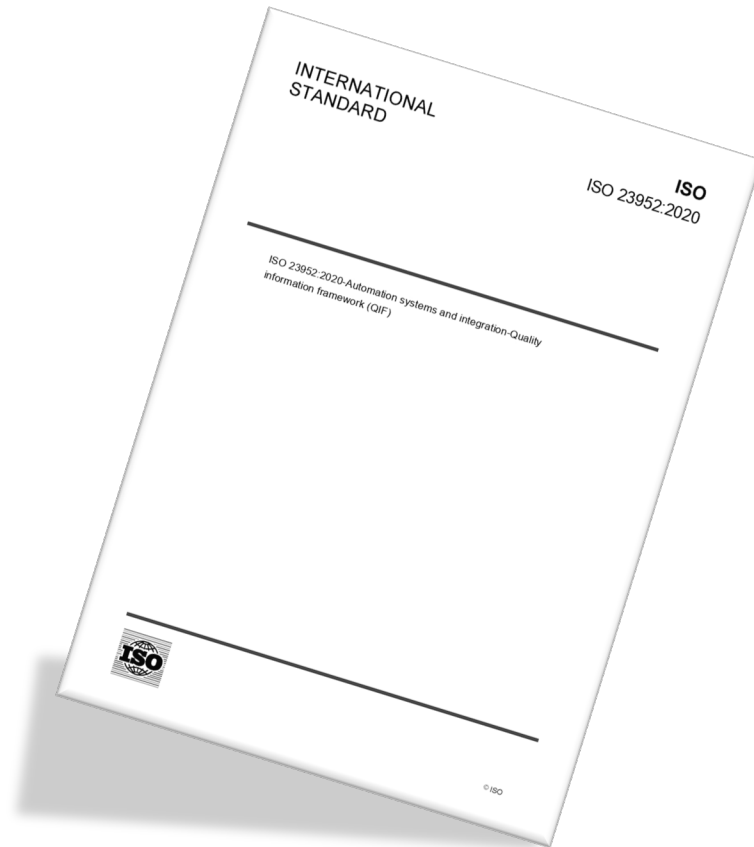 INTERNATIONAL
STANDARD
ISO
ISO 23952:2020
ISO 23952:2020-Automation systems and integration-Quality
information framework (QIF)
ISO
© ISO